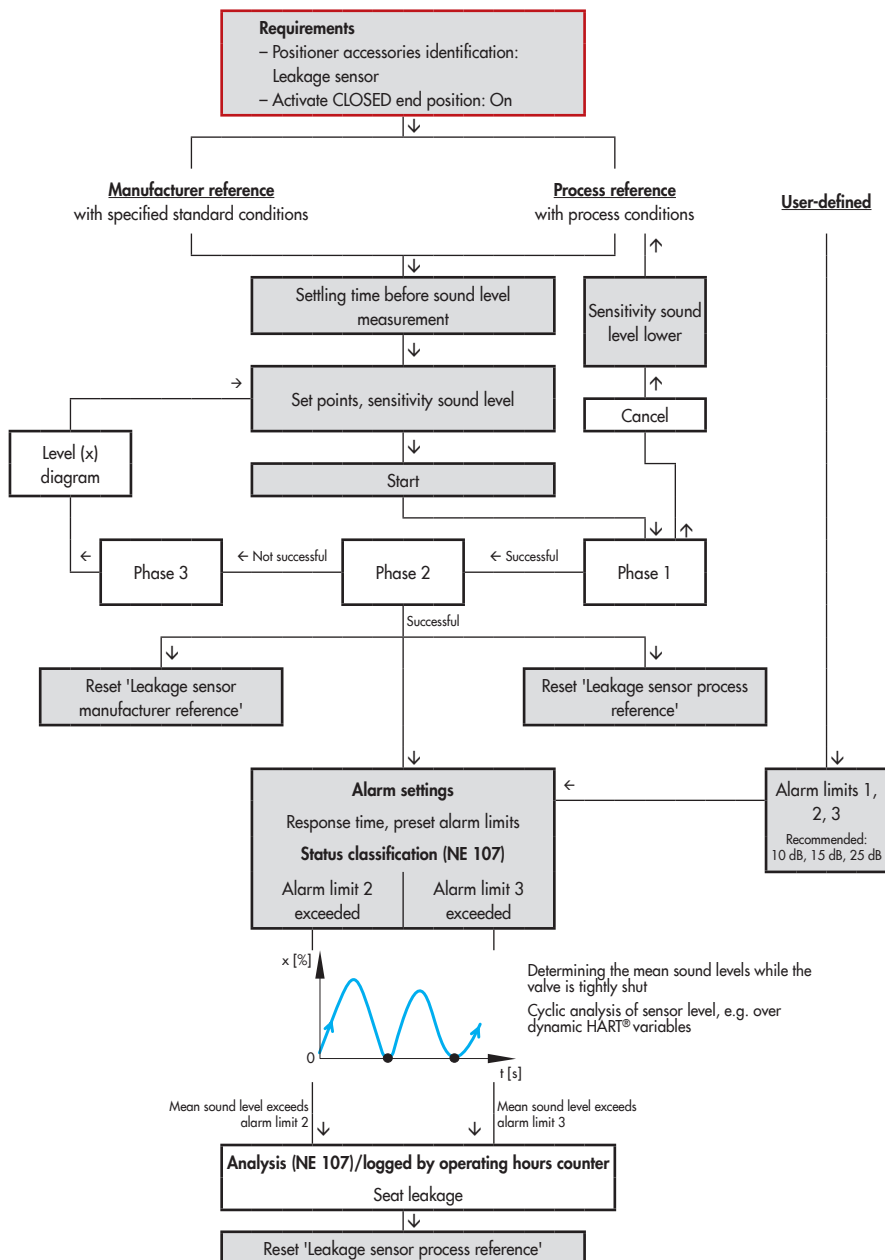 Requirements
– Positioner accessories identification:
Leakage sensor
– Activate CLOSED end position: On
Manufacturer reference
with specified standard conditions
Process reference
with process conditions
User-defined
Settling time before sound level
measurement
Sensitivity sound
level lower
Set points, sensitivity sound level
Cancel
Level (x)
diagram
Start
Phase 3
← Not successful
Phase 2
← Successful
Phase 1
Successful
Reset 'Leakage sensor
manufacturer reference'
Reset 'Leakage sensor process
reference'
Alarm settings
Response time, preset alarm limits
Status classification (NE 107)
Alarm limit 2
exceeded
Alarm limit 3
exceeded
Alarm limits 1,
2, 3
Recommended:
10 dB, 15 dB, 25 dB
x [%]
0
t [s]
Determining the mean sound levels while the
valve is tightly shut
Cyclic analysis of sensor level, e.g. over
dynamic HART® variables
Mean sound level exceeds
alarm limit 2
Mean sound level exceeds
alarm limit 3
Analysis (NE 107)/logged by operating hours counter
Seat leakage
Reset 'Leakage sensor process reference'